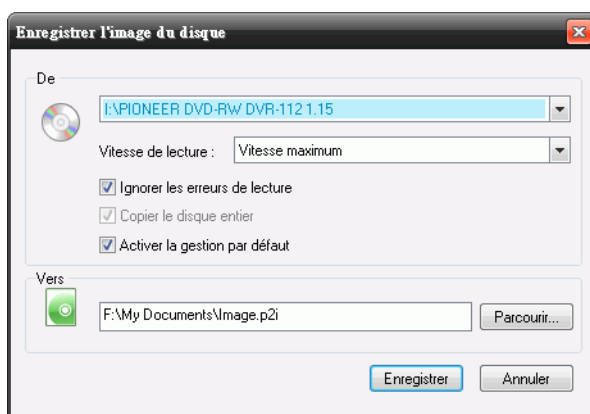 Enregistrer l'image du disque
De
I:\PIONEER DVD-RW DVR-112 1.15
Vitesse de lecture : Vitesse maximum
Ignorer les erreurs de lecture
Copier le disque entier
Activer la gestion par défaut
Vers
F:\My Documents\Image.p2i Parcourir...
Enregistrer Annuler